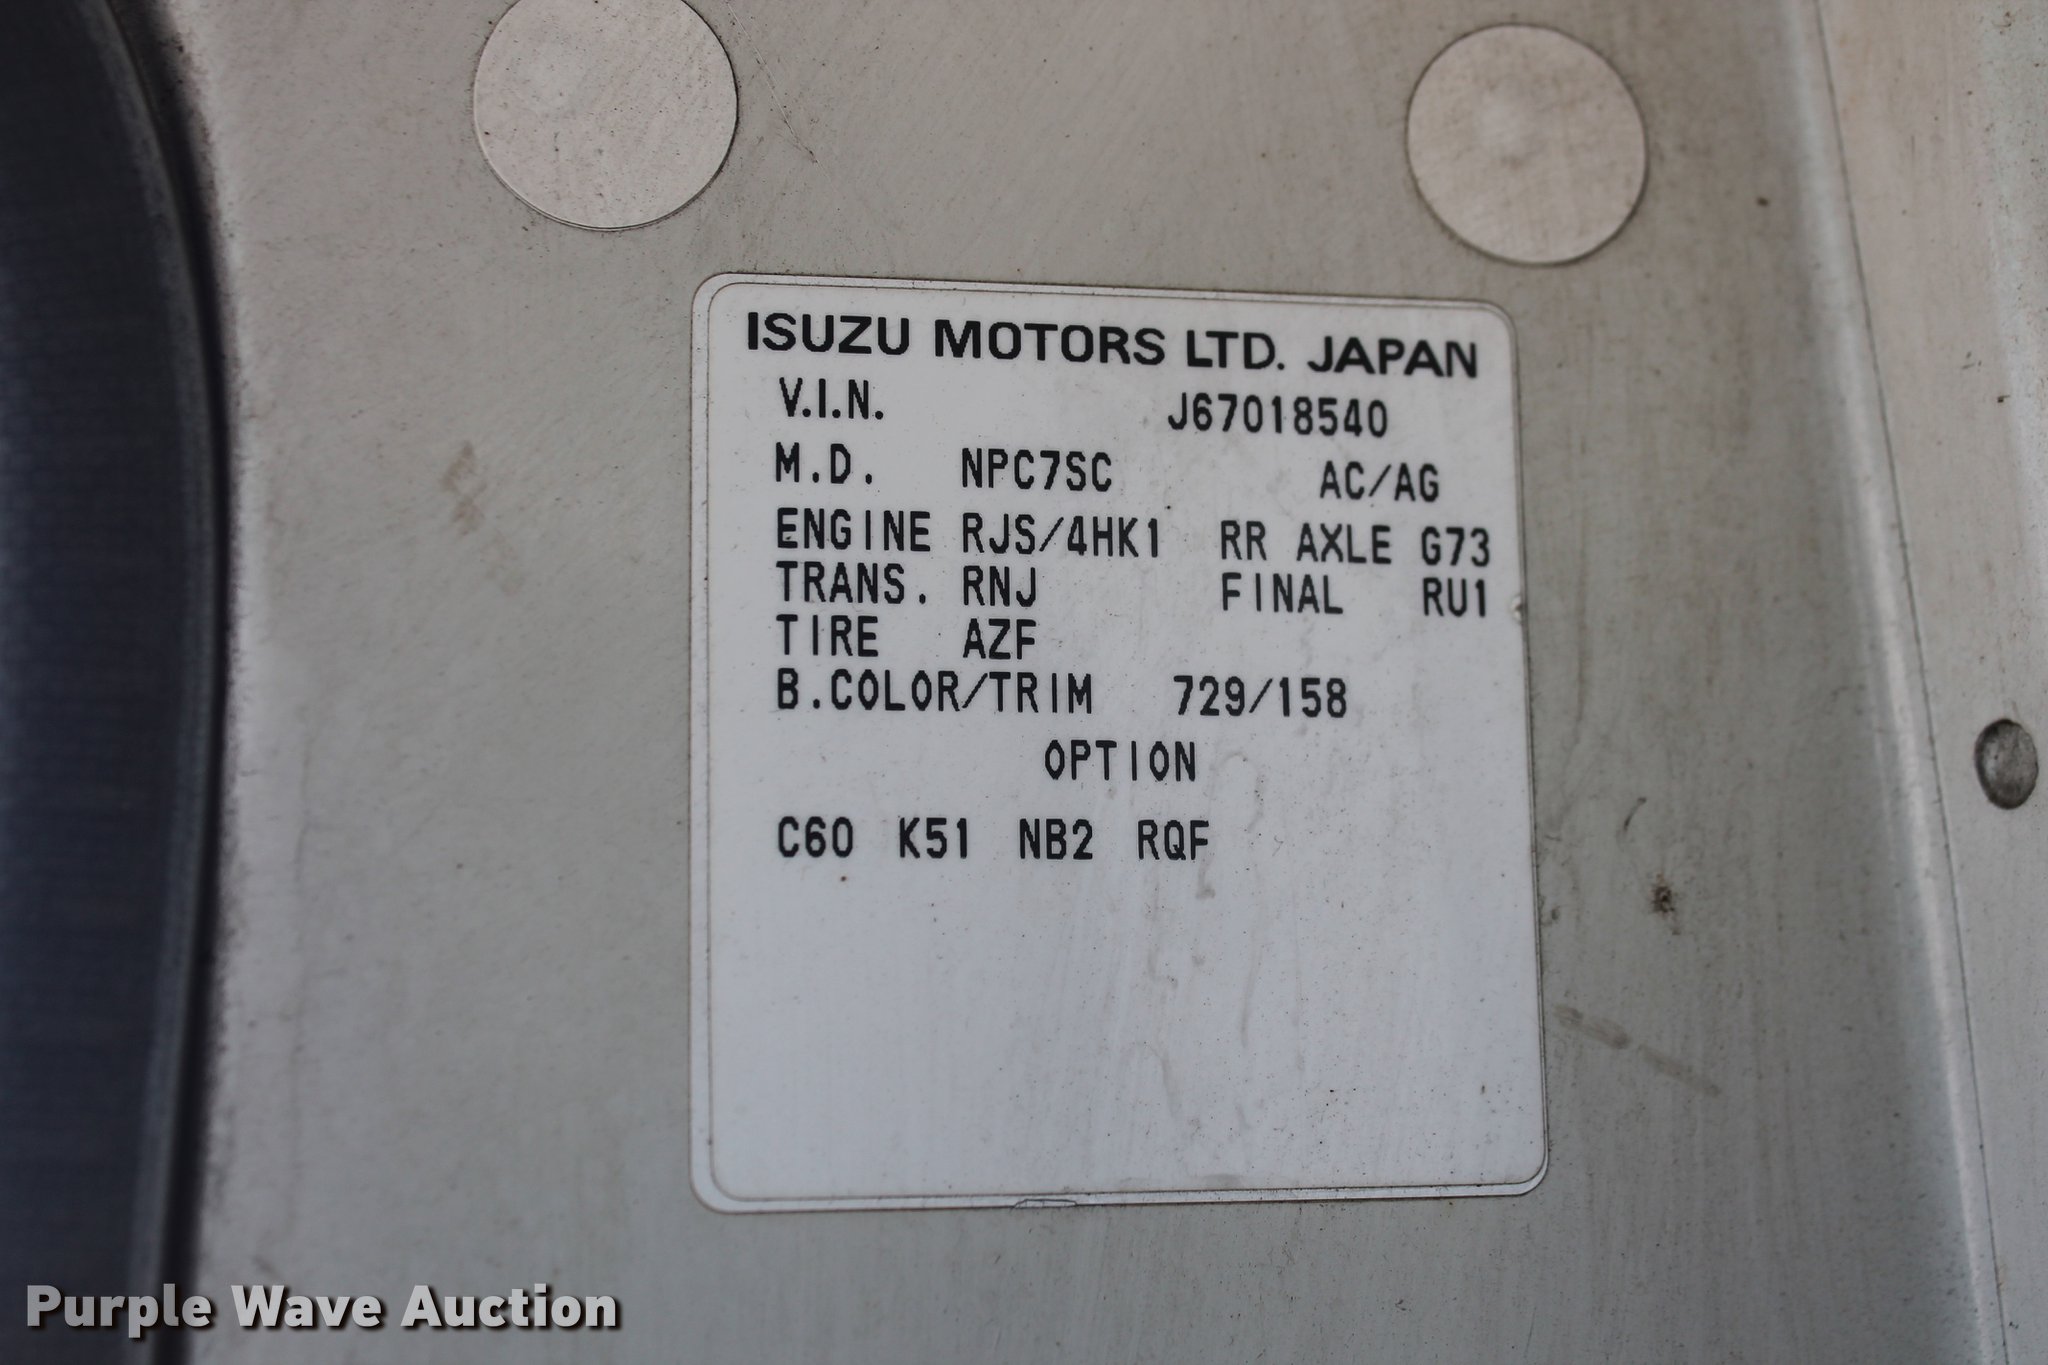 ISUZU MOTORS LTD. JAPAN
V.I.N. J67018540
M.D. NPC7SC AC/AG
ENGINE RJS/4HK1 RR AXLE G73
TRANS. RNJ FINAL RU1
TIRE AZF
B.COLOR/TRIM 729/158
OPTION
C60 K51 NB2 RQF
Purple Wave Auction